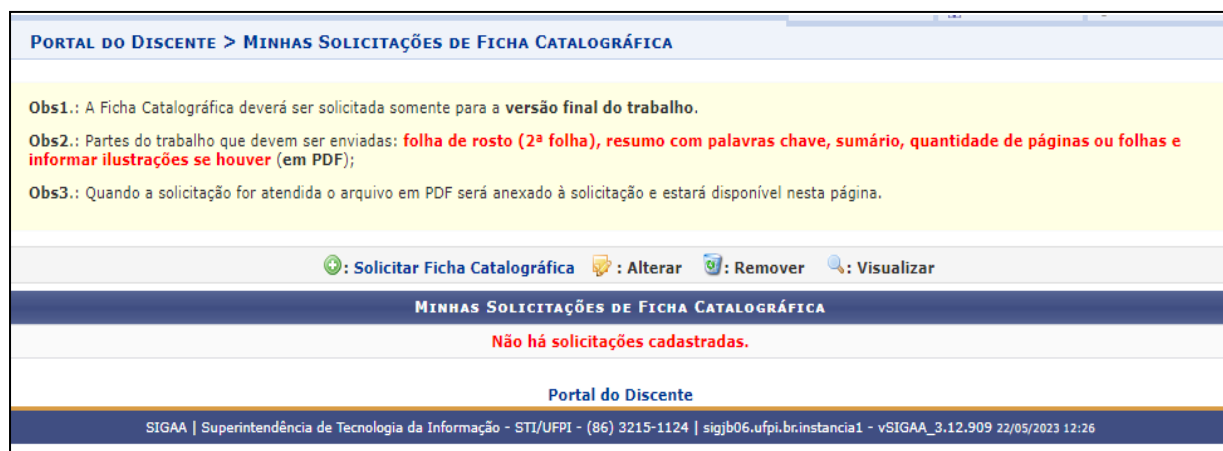 PORTAL DO DISCENTE > MINHAS SOLICITAÇÕES DE FICHA CATALOGRÁFICA
Obs1.: A Ficha Catalográfica deverá ser solicitada somente para a versão final do trabalho.
Obs2.: Partes do trabalho que devem ser enviadas: folha de rosto (2ª folha), resumo com palavras chave, sumário, quantidade de páginas ou folhas e
informar ilustrações se houver (em PDF);
Obs3.: Quando a solicitação for atendida o arquivo em PDF será anexado à solicitação e estará disponível nesta página.
: Solicitar Ficha Catalográfica : Alterar : Remover : Visualizar
MINHAS SOLICITAÇÕES DE FICHA CATALOGRÁFICA
Não há solicitações cadastradas.
Portal do Discente
SIGAA | Superintendência de Tecnologia da Informação - STI/UFPI - (86) 3215-1124 | sigjb06.ufpi.br.instancia1 - vSIGAA_3.12.909 22/05/2023 12:26